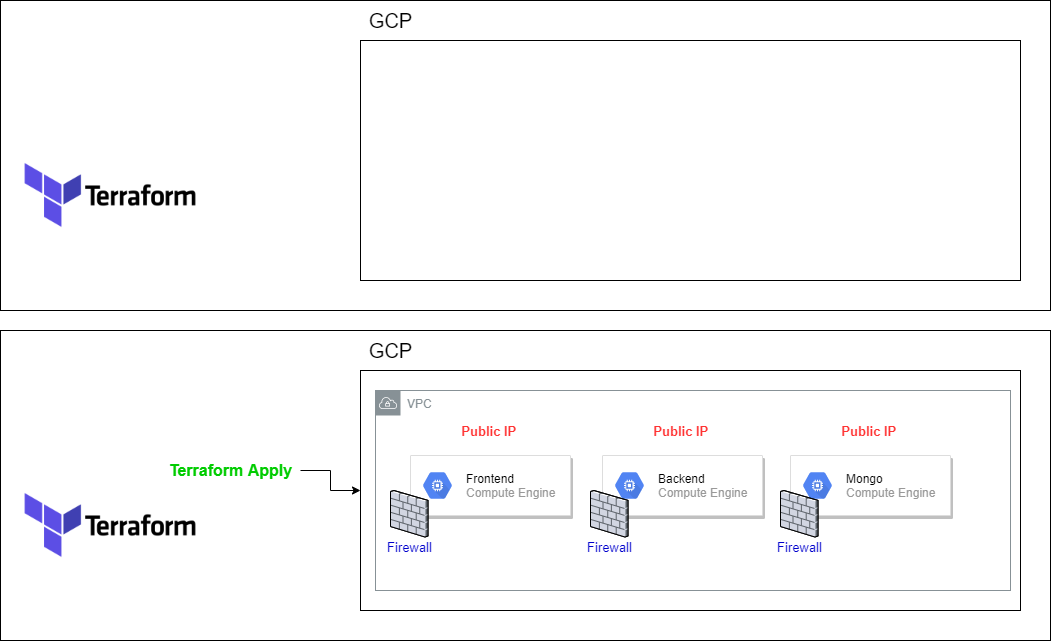 GCP
Terraform
GCP
VPC
Public IP
Public IP
Public IP
Terraform Apply
Frontend
Compute Engine
Backend
Compute Engine
Mongo
Compute Engine
Terraform
Firewall
Firewall
Firewall